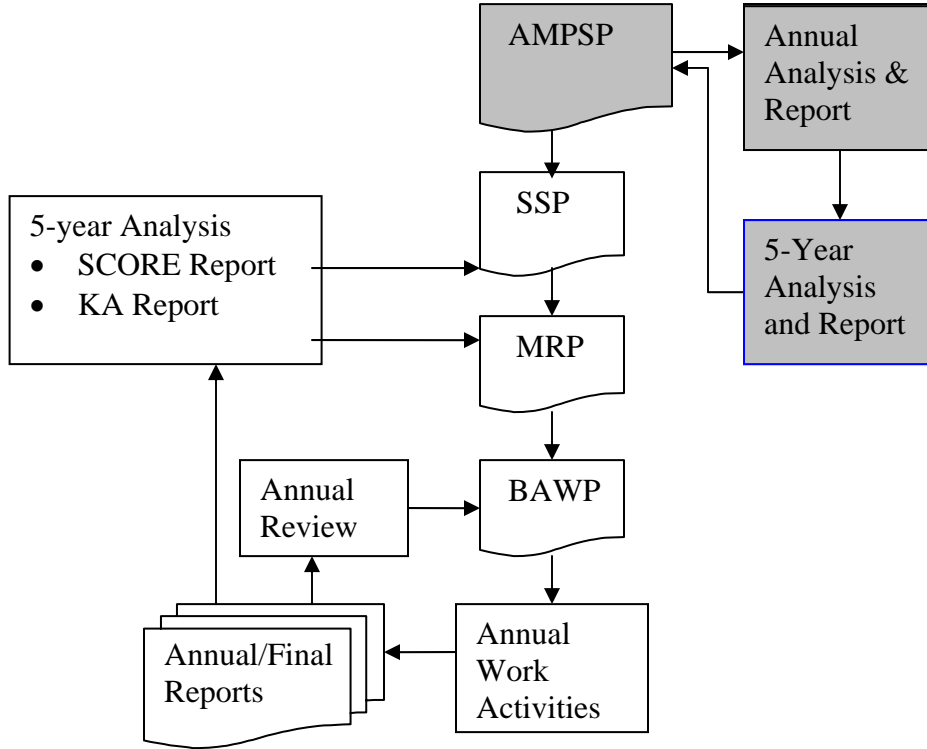 AMPSP
Annual
Analysis &
Report
SSP
5-year Analysis
• SCORE Report
• KA Report
5-Year
Analysis
and Report
MRP
Annual
Review
BAWP
Annual/Final
Reports
Annual
Work
Activities